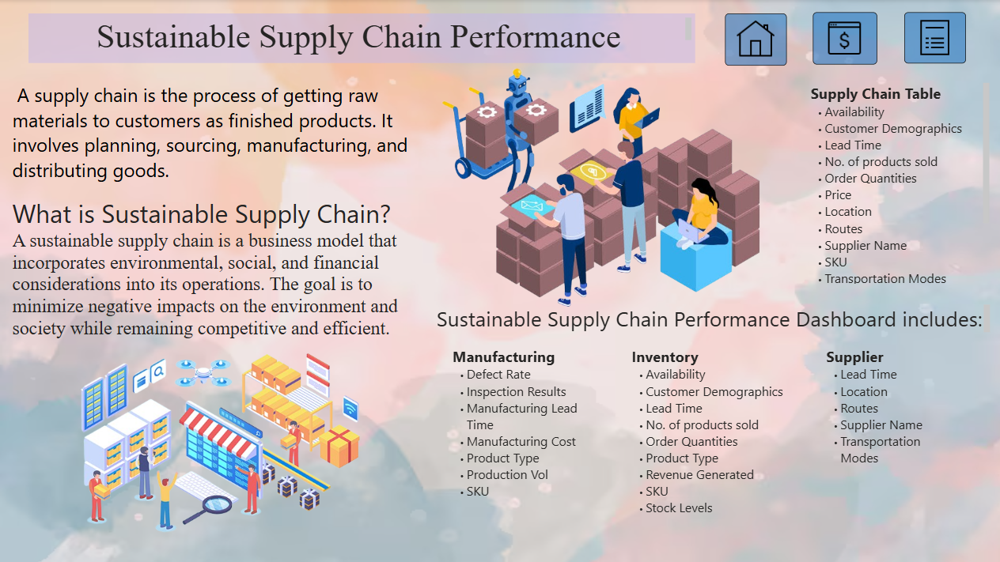 Sustainable Supply Chain Performance
$
A supply chain is the process of getting raw
materials to customers as finished products. It
involves planning, sourcing, manufacturing, and
distributing goods.
What is Sustainable Supply Chain?
A sustainable supply chain is a business model that
incorporates environmental, social, and financial
considerations into its operations. The goal is to
minimize negative impacts on the environment and
society while remaining competitive and efficient.
Supply Chain Table
• Availability
• Customer Demographics
• Lead Time
• No. of products sold
• Order Quantities
• Price
• Location
• Routes
• Supplier Name
• SKU
• Transportation Modes
Sustainable Supply Chain Performance Dashboard includes:
Manufacturing
• Defect Rate
• Inspection Results
• Manufacturing Lead
Time
• Manufacturing Cost
• Product Type
• Production Vol
• SKU
Inventory
• Availability
• Customer Demographics
• Lead Time
• No. of products sold
• Order Quantities
• Product Type
• Revenue Generated
• SKU
• Stock Levels
Supplier
• Lead Time
• Location
• Routes
• Supplier Name
• Transportation
Modes